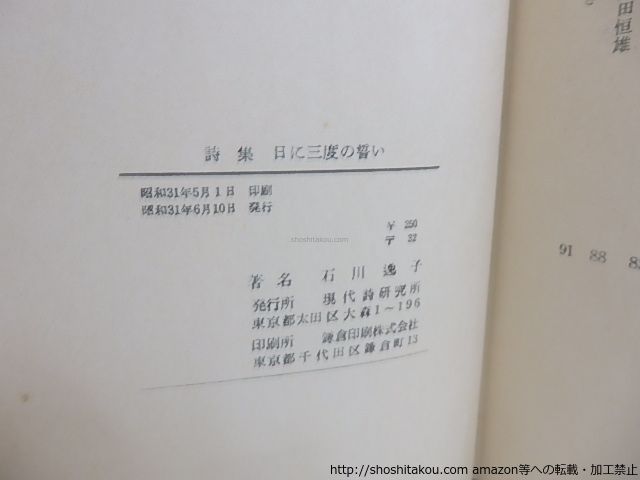 詩集 日に三度の誓い
昭和31年5月1日 印刷
昭和31年6月10日 発行
¥ 250
〒 32
著名 石川逸子
発行所 現代詩研究所
東京都太田区大森1~196
印刷所 鎌倉印刷株式会社
東京都千代田区鎌倉町13
shoshitakou.com
田恒雄
91 88
http://shoshitakou.com amazon等への転載・加工禁止